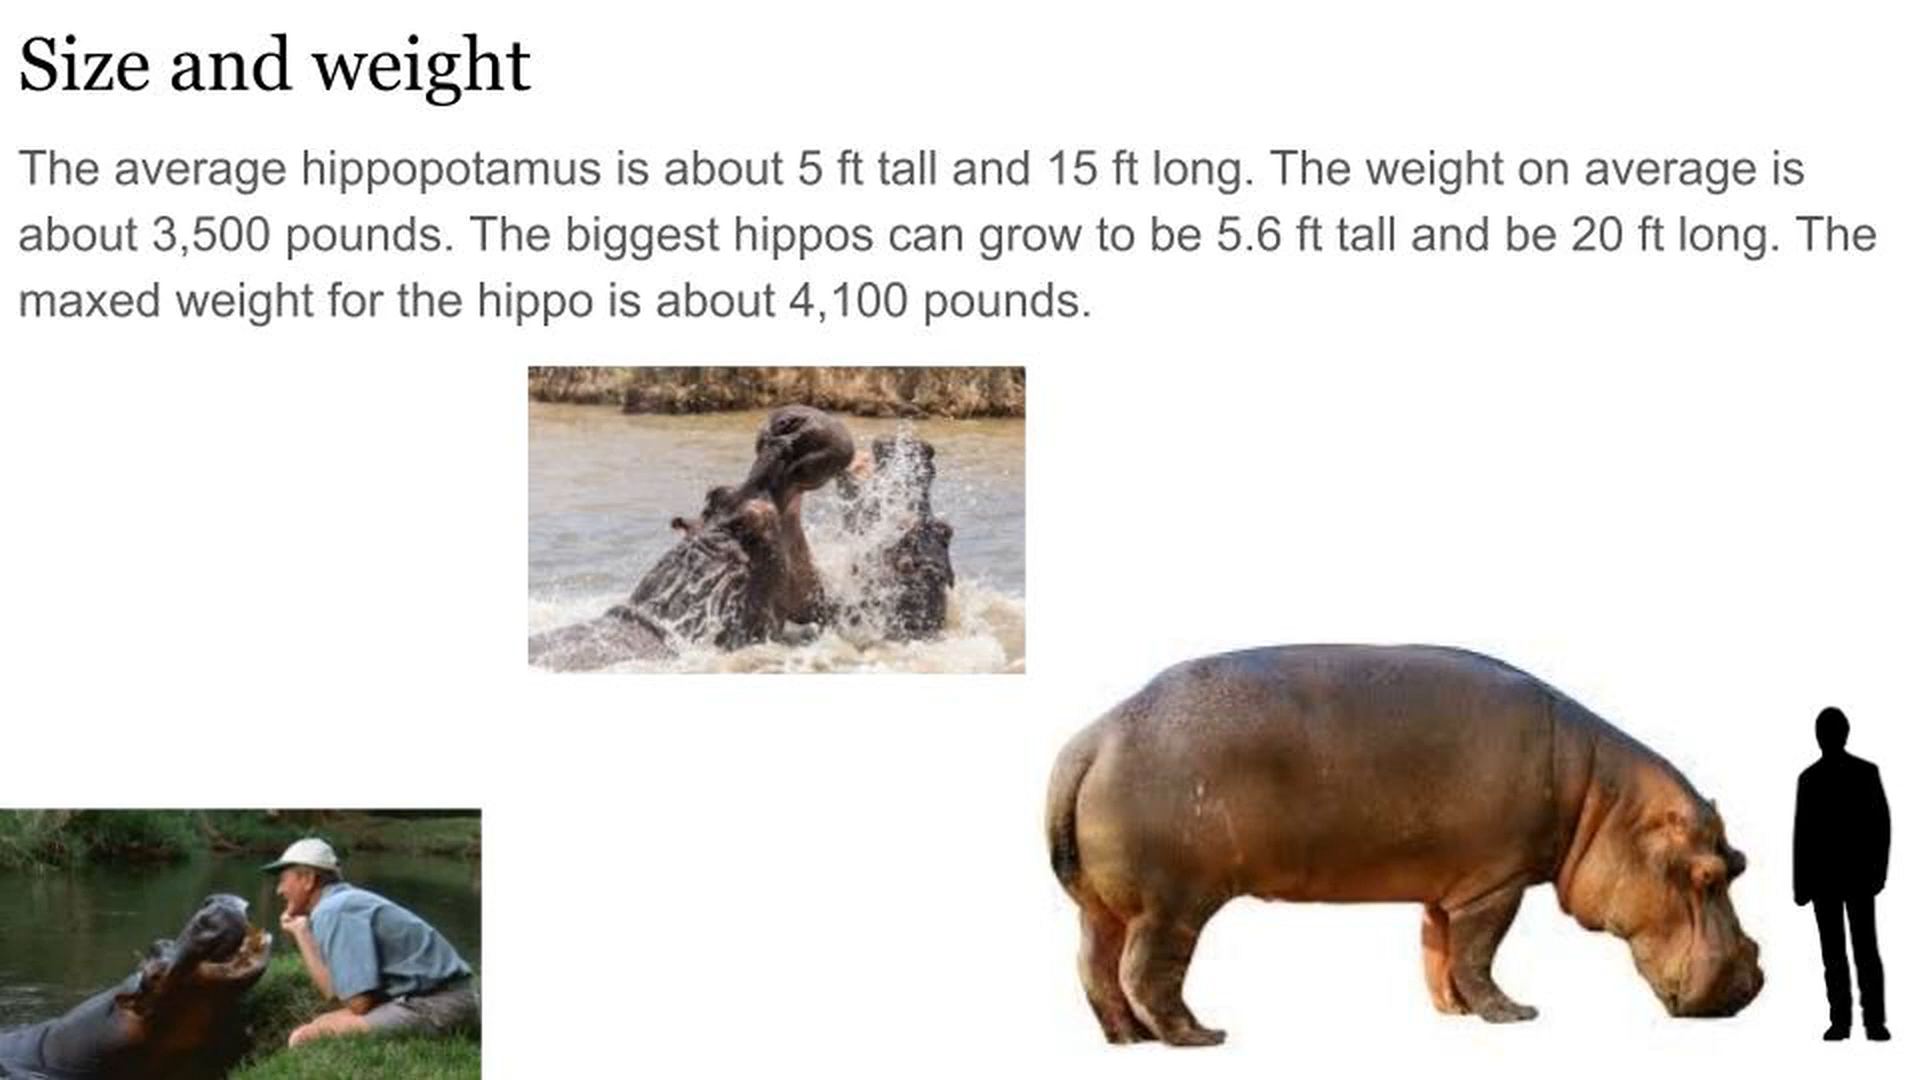 Size and weight
The average hippopotamus is about 5 ft tall and 15 ft long. The weight on average is
about 3,500 pounds. The biggest hippos can grow to be 5.6 ft tall and be 20 ft long. The
maxed weight for the hippo is about 4,100 pounds.